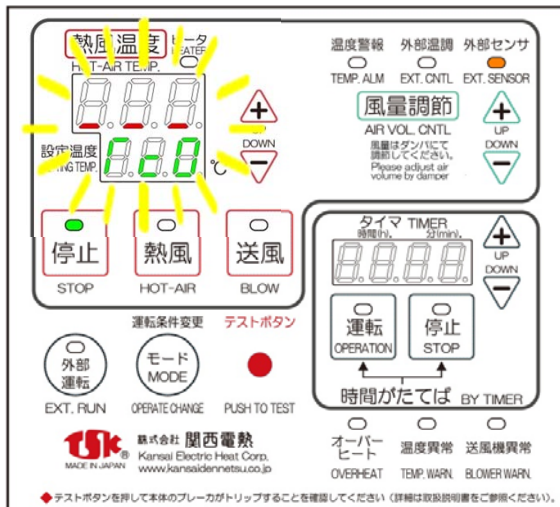 熱風温度 ヒータ
HEATER
HOT-AIR TEMP.
温度警報 外部温調 外部センサ
TEMP. ALM EXT. CNTL EXT. SENSOR
風量調節
AIR VOL. CNTL
風量はダンパにて
調節してください。
Please adjust air
volume by damper
+
UP
DOWN
−
+
UP
DOWN
−
設定温度
℃
停止 熱風 送風
STOP HOT-AIR BLOW
タイマ TIMER
時間(h). 分(min).
+
UP
DOWN
−
運転 停止
OPERATION STOP
時間がたてば BY TIMER
運転条件変更 テストボタン
外部
運転
モード
MODE
EXT. RUN OPERATE CHANGE PUSH TO TEST
TSK ® 株式会社 関西電熱
MADE IN JAPAN Kansai Electric Heat Corp.
www.kansaidennetsu.co.jp
オーバー
ヒート
温度異常 送風機異常
OVERHEAT TEMP. WARN. BLOWER WARN.
◆テストボタンを押して本体のブレーカがトリップすることを確認してください（詳細は取扱説明書をご参照ください）。